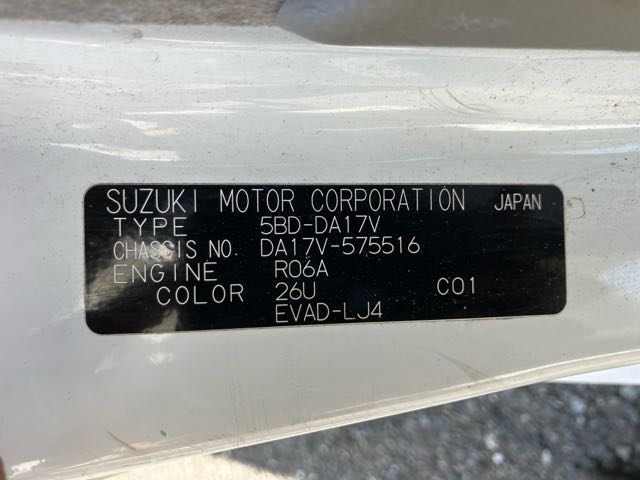 SUZUKI MOTOR CORPORATION JAPAN
TYPE 5BD-DA17V
CHASSIS NO. DA17V-575516
ENGINE R06A
COLOR 26U C01
EVAD-LJ4